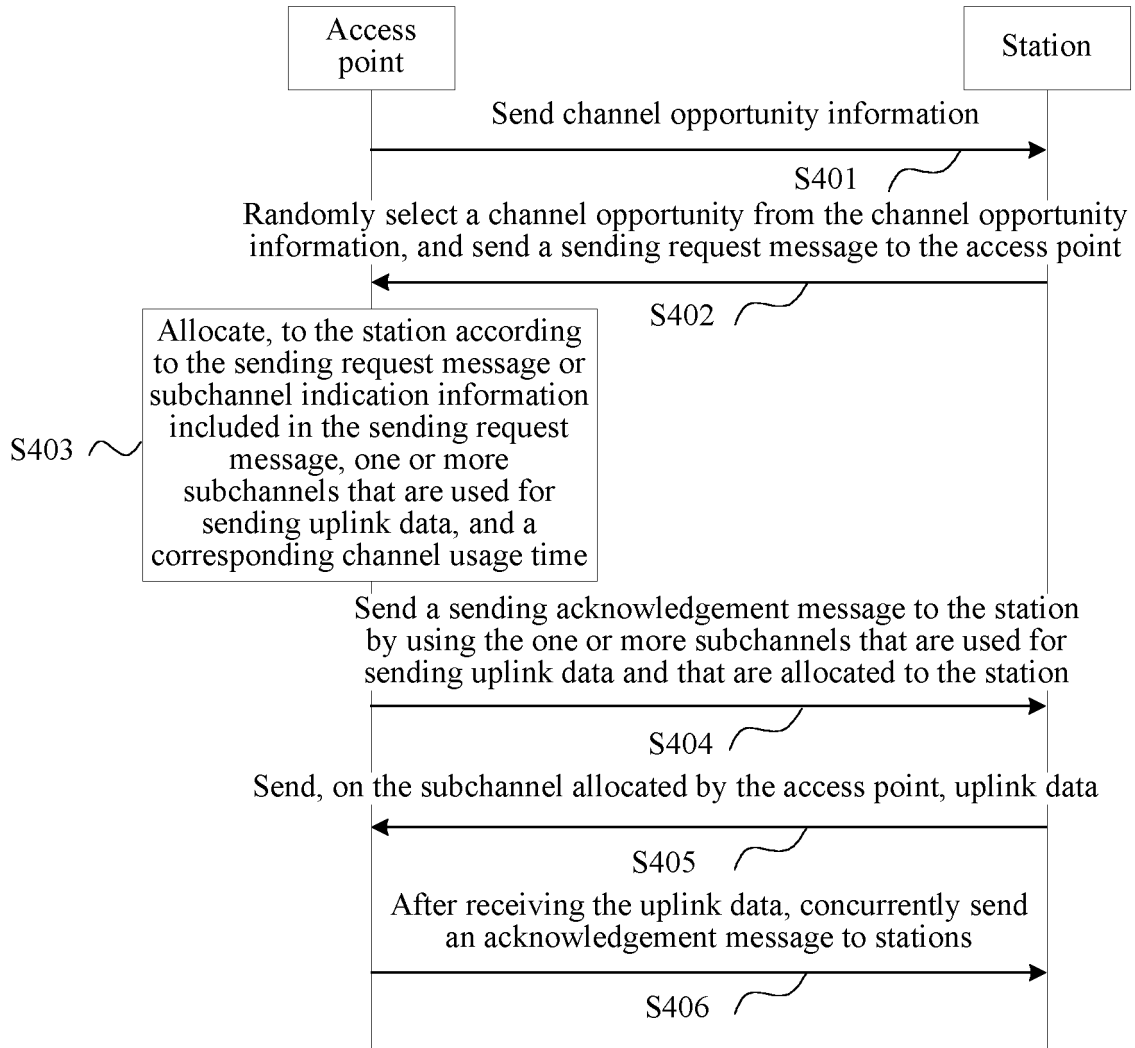 Access
point
Station
Send channel opportunity information
S401
Randomly select a channel opportunity from the channel opportunity
information, and send a sending request message to the access point
S402
Allocate, to the station according
to the sending request message or
subchannel indication information
included in the sending request
message, one or more
subchannels that are used for
sending uplink data, and a
corresponding channel usage time
S403
Send a sending acknowledgement message to the station
by using the one or more subchannels that are used for
sending uplink data and that are allocated to the station
S404
Send, on the subchannel allocated by the access point, uplink data
S405
After receiving the uplink data, concurrently send
an acknowledgement message to stations
S406